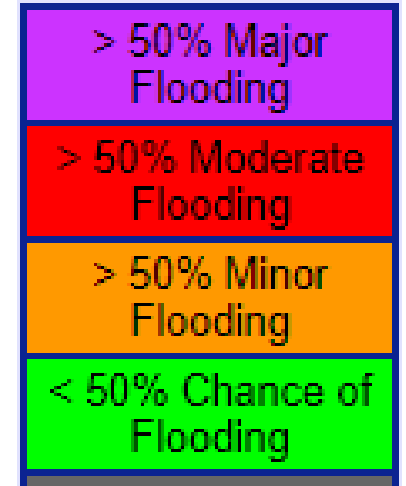 > 50% Major
Flooding
> 50% Moderate
Flooding
> 50% Minor
Flooding
< 50% Chance of
Flooding